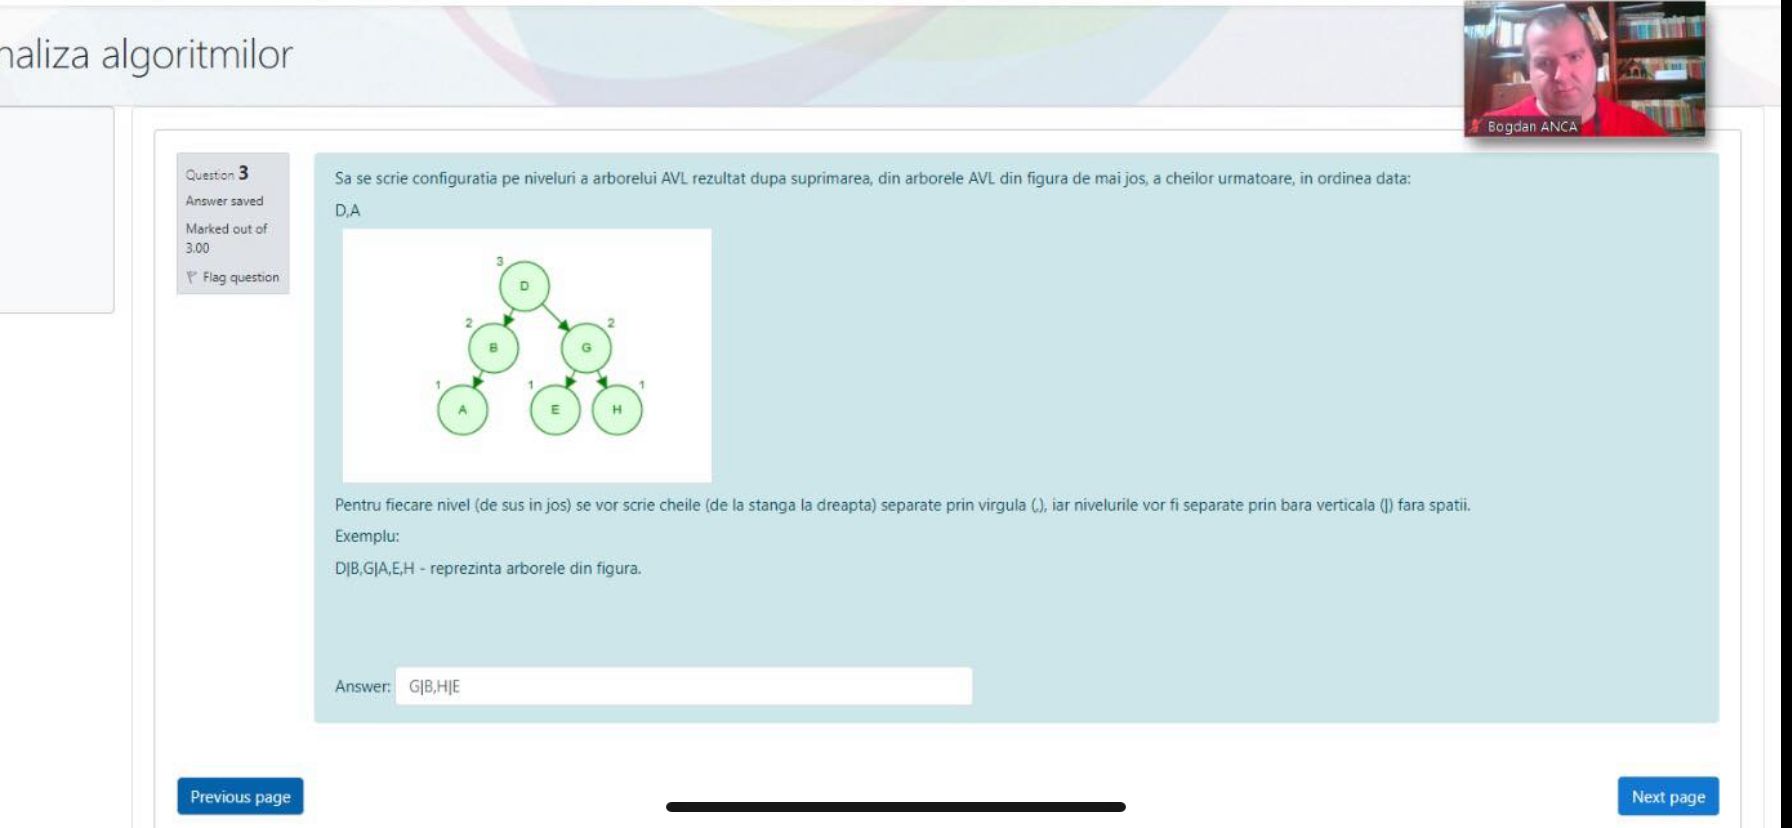 naliza algoritmilor
Bogdan ANCA
Question 3
Answer saved
Marked out of
3.00
Flag question
Sa se scrie configuratia pe niveluri a arborelui AVL rezultat dupa suprimarea, din arborele AVL din figura de mai jos, a cheilor urmatoare, in ordinea data:
D,A
3
D
2
B
2
G
1
A
1
E
1
H
Pentru fiecare nivel (de sus in jos) se vor scrie cheile (de la stanga la dreapta) separate prin virgula (,), iar nivelurile vor fi separate prin bara verticala (|) fara spatii.
Exemplu:
D|B,G|A,E,H - reprezinta arborele din figura.
Answer: G|B,H|E
Previous page
Next page